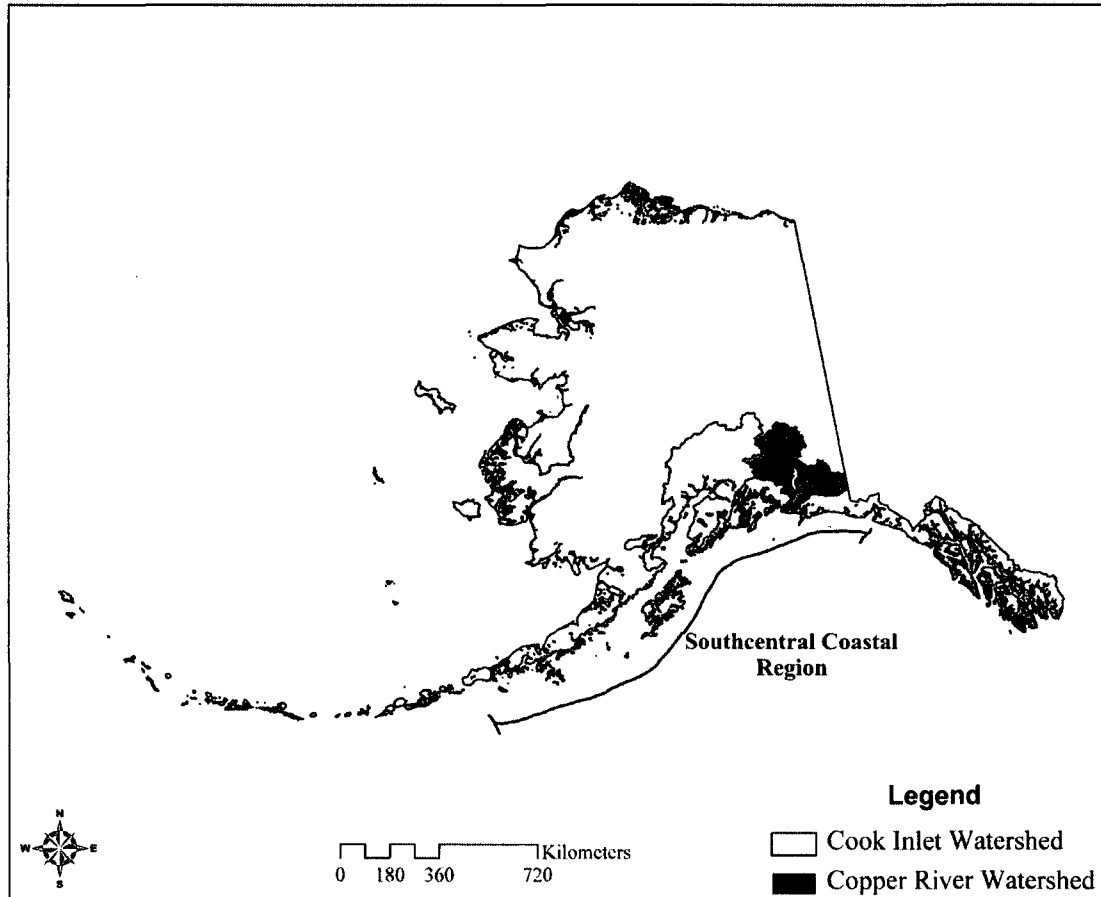 Southcentral Coastal
Region
Legend
Cook Inlet Watershed
Copper River Watershed
N
W E
S
Kilometers
0 180 360 720